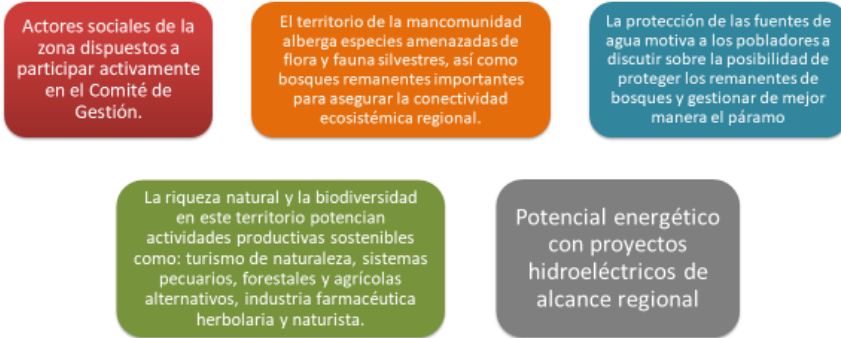 Actores sociales de la
zona dispuestos a
participar activamente
en el Comité de
Gestión.
El territorio de la mancomunidad
alberga especies amenazadas de
flora y fauna silvestres, así como
bosques remanentes importantes
para asegurar la conectividad
ecosistémica regional.
La protección de las fuentes de
agua motiva a los pobladores a
discutir sobre la posibilidad de
proteger los remanentes de
bosques y gestionar de mejor
manera el páramo
La riqueza natural y la biodiversidad
en este territorio potencian
actividades productivas sostenibles
como: turismo de naturaleza, sistemas
pecuarios, forestales y agrícolas
alternativos, industria farmacéutica
herbolaria y naturista.
Potencial energético
con proyectos
hidroeléctricos de
alcance regional